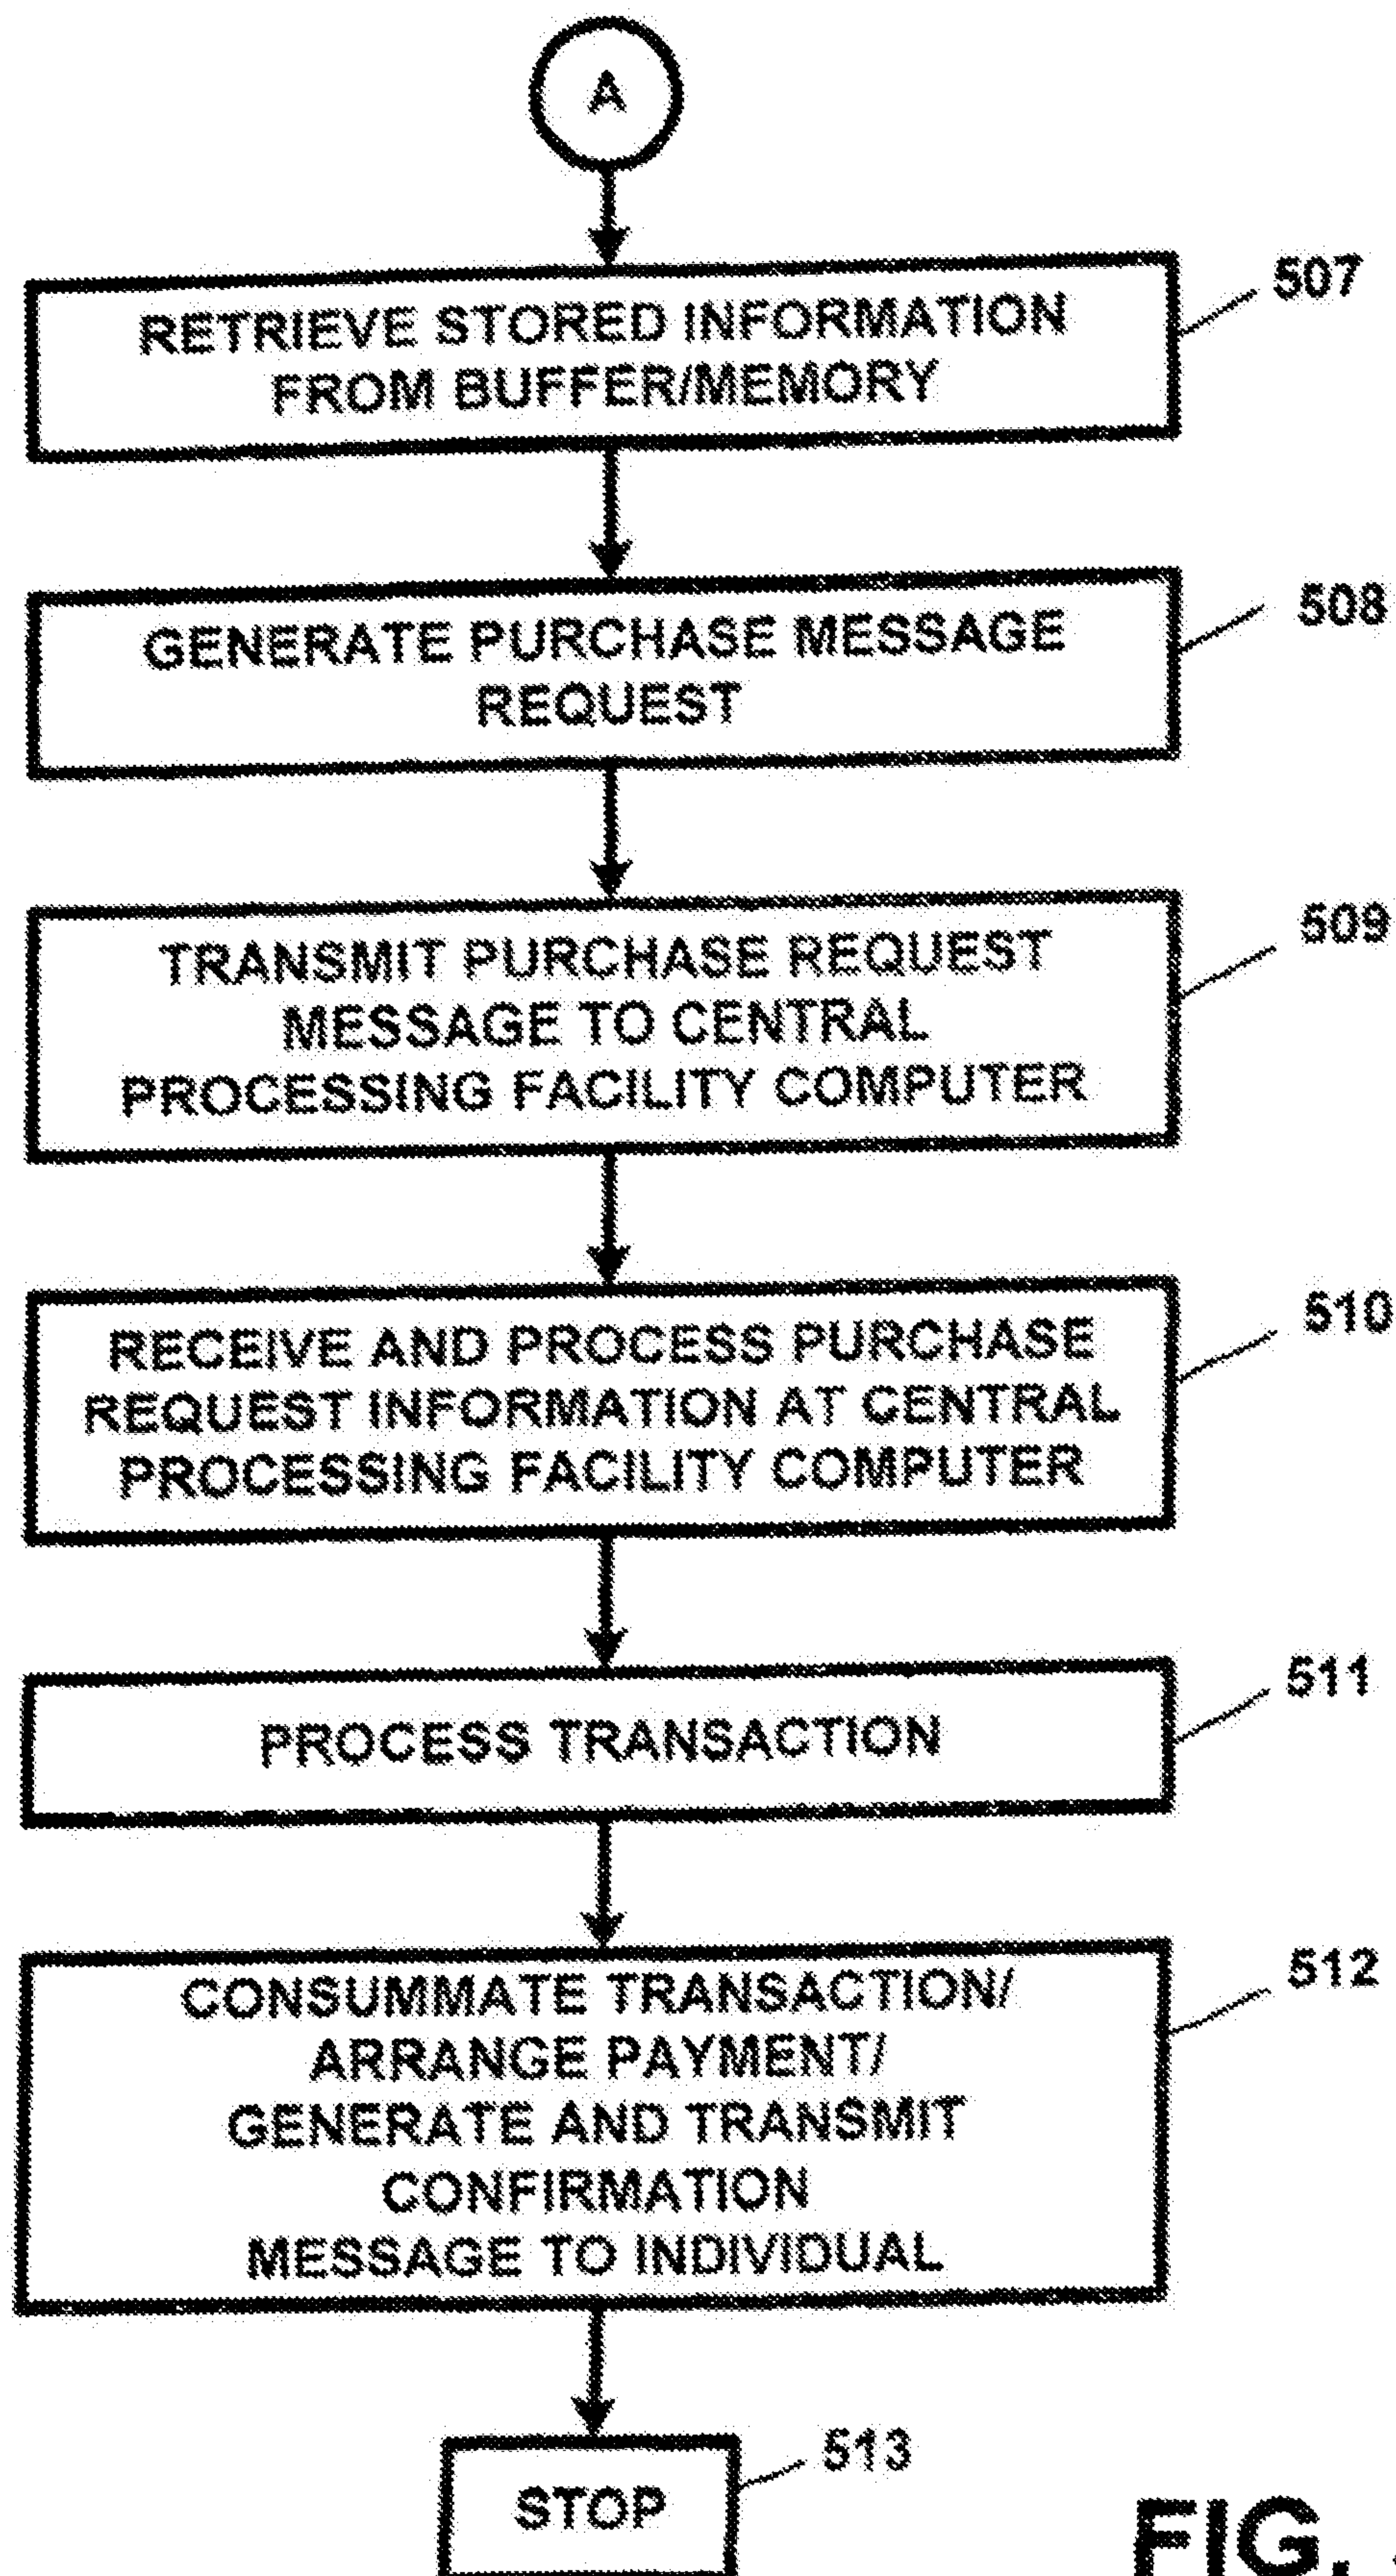 A
RETRIEVE STORED INFORMATION
FROM BUFFER/MEMORY
507
GENERATE PURCHASE MESSAGE
REQUEST
508
TRANSMIT PURCHASE REQUEST
MESSAGE TO CENTRAL
PROCESSING FACILITY COMPUTER
509
RECEIVE AND PROCESS PURCHASE
REQUEST INFORMATION AT CENTRAL
PROCESSING FACILITY COMPUTER
510
PROCESS TRANSACTION
511
CONSUMMATE TRANSACTION/
ARRANGE PAYMENT/
GENERATE AND TRANSMIT
CONFIRMATION
MESSAGE TO INDIVIDUAL
512
STOP
513
FIG.